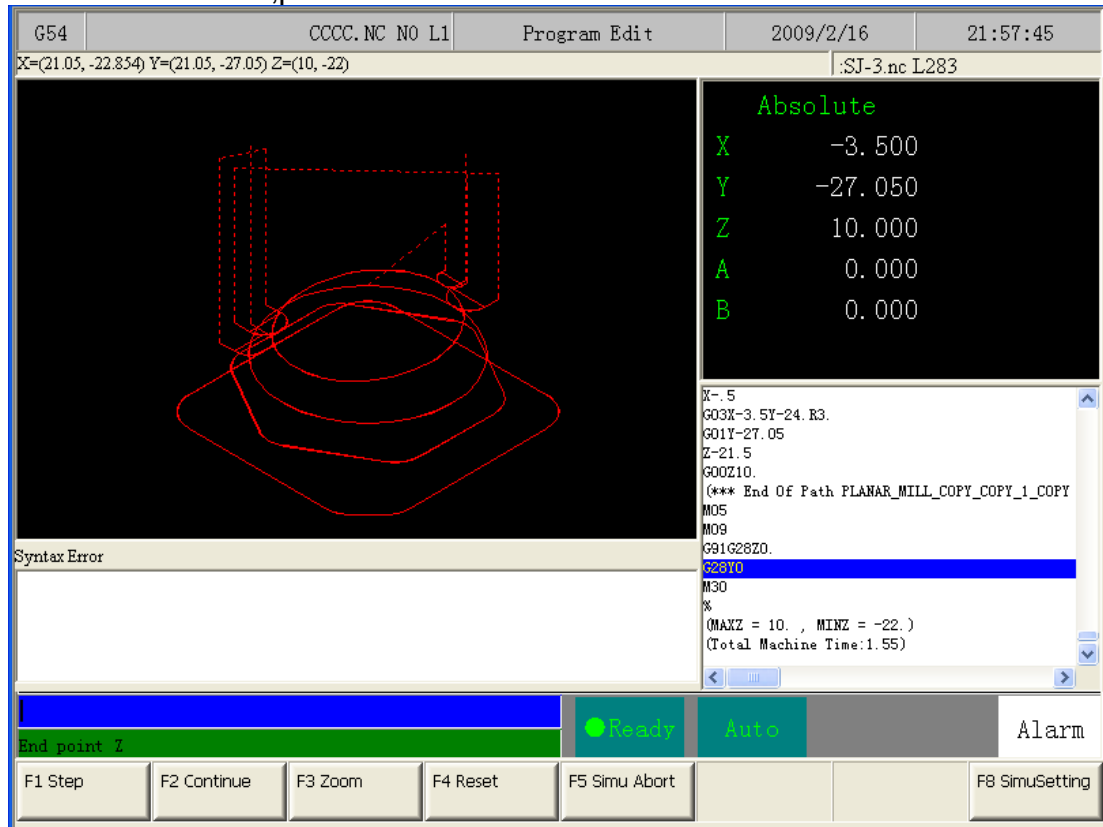 G54 CCCC.NC N0 L1 Program Edit 2009/2/16 21:57:45
X=(21.05, -22.854) Y=(21.05, -27.05) Z=(10, -22) :SJ-3.nc L283
Absolute
X -3.500
Y -27.050
Z 10.000
A 0.000
B 0.000
X-.5
G03X-3.5Y-24.R3.
G01Y-27.05
Z-21.5
G00Z10.
(*** End Of Path PLANAR_MILL_COPY_COPY_1_COPY
M05
M09
G91G28Z0.
G28Y0
M30
%
(MAXZ = 10. , MINZ = -22.)
(Total Machine Time:1.55)
Syntax Error
Ready Auto Alarm
End point Z
F1 Step F2 Continue F3 Zoom F4 Reset F5 Simu Abort F8 SimuSetting